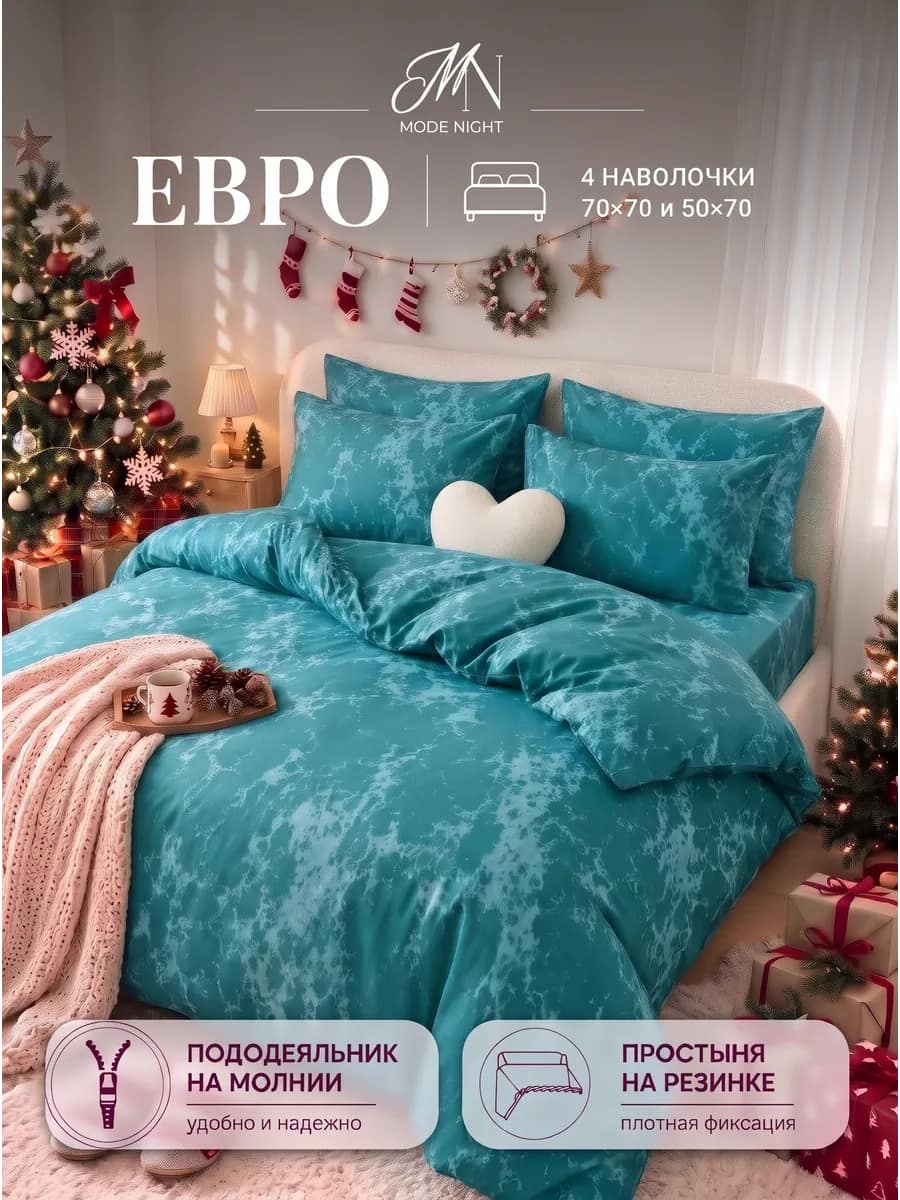 MN
MODE NIGHT
ЕВРО
4 НАВОЛОЧКИ
70×70 и 50×70
ПОДОДЕЯЛЬНИК
НА МОЛНИИ
удобно и надежно
ПРОСТЫНЯ
НА РЕЗИНКЕ
плотная фиксация